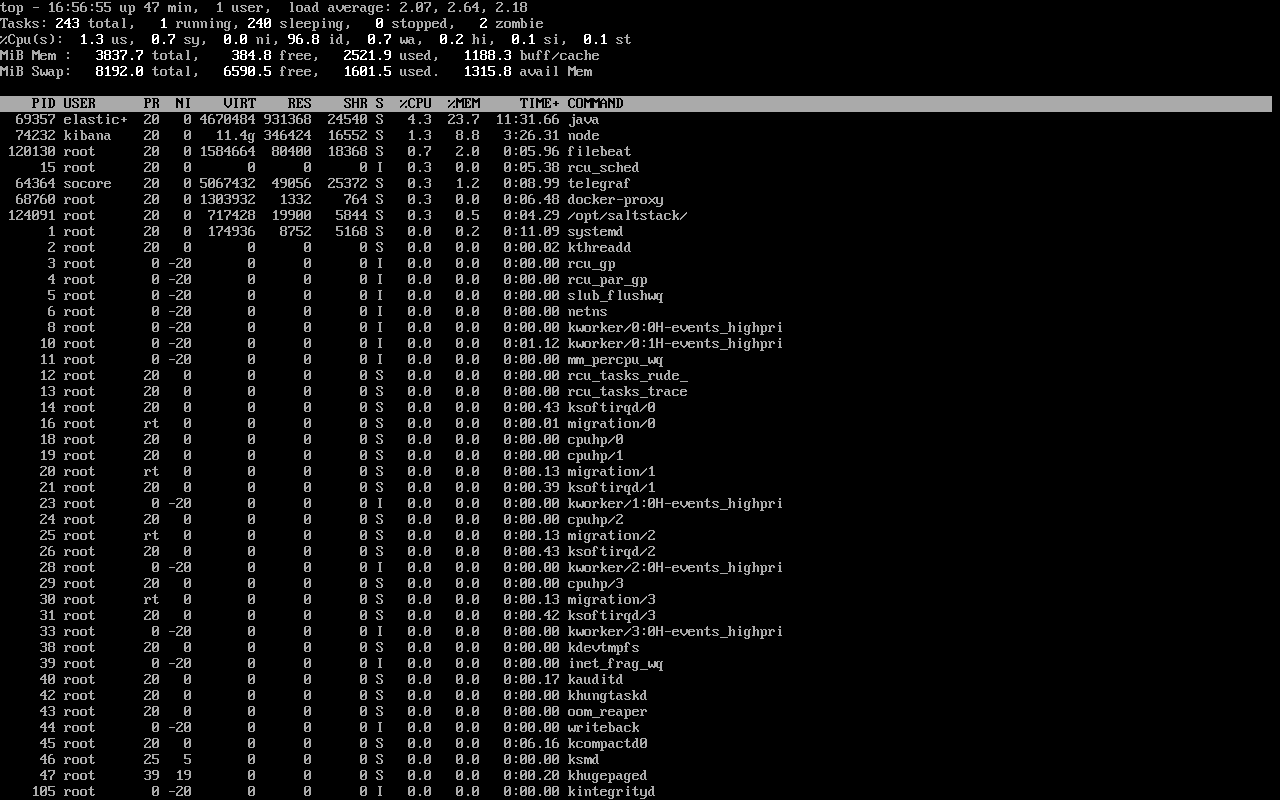 top - 16:56:55 up 47 min,  1 user,  load average: 2.07, 2.64, 2.18
Tasks: 243 total,   1 running, 240 sleeping,   0 stopped,   2 zombie
%Cpu(s):  1.3 us,  0.7 sy,  0.0 ni, 96.8 id,  0.7 wa,  0.2 hi,  0.1 si,  0.1 st
MiB Mem :   3837.7 total,    384.8 free,   2521.9 used,   1188.3 buff/cache
MiB Swap:   8192.0 total,   6590.5 free,   1601.5 used.   1315.8 avail Mem
PID USER      PR  NI    VIRT    RES    SHR S  %CPU  %MEM     TIME+ COMMAND
69357 elastic+  20   0 4670484 931368  24540 S   4.3  23.7  11:31.66 java
74232 kibana    20   0   11.4g 346424  16552 S   1.3   8.8   3:26.31 node
120130 root      20   0 1584664  80400  18368 S   0.7   2.0   0:05.96 filebeat
15 root      20   0       0      0      0 I   0.3   0.0   0:05.38 rcu_sched
64364 socore    20   0 5067432  49056  25372 S   0.3   1.2   0:08.99 telegraf
68760 root      20   0 1303932   1332    764 S   0.3   0.0   0:06.48 docker-proxy
124091 root      20   0  717428  19900   5844 S   0.3   0.5   0:04.29 /opt/saltstack/
1 root      20   0  174936   8752   5168 S   0.0   0.2   0:11.09 systemd
2 root      20   0       0      0      0 S   0.0   0.0   0:00.02 kthreadd
3 root       0 -20       0      0      0 I   0.0   0.0   0:00.00 rcu_gp
4 root       0 -20       0      0      0 I   0.0   0.0   0:00.00 rcu_par_gp
5 root       0 -20       0      0      0 I   0.0   0.0   0:00.00 slub_flushwq
6 root       0 -20       0      0      0 I   0.0   0.0   0:00.00 netns
8 root       0 -20       0      0      0 I   0.0   0.0   0:00.00 kworker/0:0H-events_highpri
10 root       0 -20       0      0      0 I   0.0   0.0   0:01.12 kworker/0:1H-events_highpri
11 root       0 -20       0      0      0 I   0.0   0.0   0:00.00 mm_percpu_wq
12 root      20   0       0      0      0 S   0.0   0.0   0:00.00 rcu_tasks_rude_
13 root      20   0       0      0      0 S   0.0   0.0   0:00.00 rcu_tasks_trace
14 root      20   0       0      0      0 S   0.0   0.0   0:00.43 ksoftirqd/0
16 root      rt   0       0      0      0 S   0.0   0.0   0:00.01 migration/0
18 root      20   0       0      0      0 S   0.0   0.0   0:00.00 cpuhp/0
19 root      20   0       0      0      0 S   0.0   0.0   0:00.00 cpuhp/1
20 root      rt   0       0      0      0 S   0.0   0.0   0:00.13 migration/1
21 root      20   0       0      0      0 S   0.0   0.0   0:00.39 ksoftirqd/1
23 root       0 -20       0      0      0 I   0.0   0.0   0:00.00 kworker/1:0H-events_highpri
24 root      20   0       0      0      0 S   0.0   0.0   0:00.00 cpuhp/2
25 root      rt   0       0      0      0 S   0.0   0.0   0:00.13 migration/2
26 root      20   0       0      0      0 S   0.0   0.0   0:00.43 ksoftirqd/2
28 root       0 -20       0      0      0 I   0.0   0.0   0:00.00 kworker/2:0H-events_highpri
29 root      20   0       0      0      0 S   0.0   0.0   0:00.00 cpuhp/3
30 root      rt   0       0      0      0 S   0.0   0.0   0:00.13 migration/3
31 root      20   0       0      0      0 S   0.0   0.0   0:00.42 ksoftirqd/3
33 root       0 -20       0      0      0 I   0.0   0.0   0:00.00 kworker/3:0H-events_highpri
38 root      20   0       0      0      0 S   0.0   0.0   0:00.00 kdevtmpfs
39 root       0 -20       0      0      0 I   0.0   0.0   0:00.00 inet_frag_wq
40 root      20   0       0      0      0 S   0.0   0.0   0:00.17 kauditd
42 root      20   0       0      0      0 S   0.0   0.0   0:00.00 khungtaskd
43 root      20   0       0      0      0 S   0.0   0.0   0:00.00 oom_reaper
44 root       0 -20       0      0      0 I   0.0   0.0   0:00.00 writeback
45 root      20   0       0      0      0 S   0.0   0.0   0:06.16 kcompactd0
46 root      25   5       0      0      0 S   0.0   0.0   0:00.00 ksmd
47 root      39  19       0      0      0 S   0.0   0.0   0:00.20 khugepaged
105 root       0 -20       0      0      0 I   0.0   0.0   0:00.00 kintegrityd